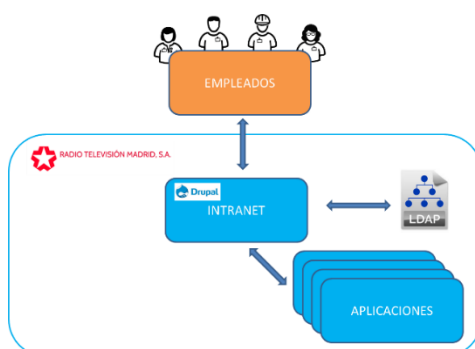 EMPLEADOS
RADIO TELEVISIÓN MADRID, S.A.
Drupal
INTRANET
LDAP
APLICACIONES